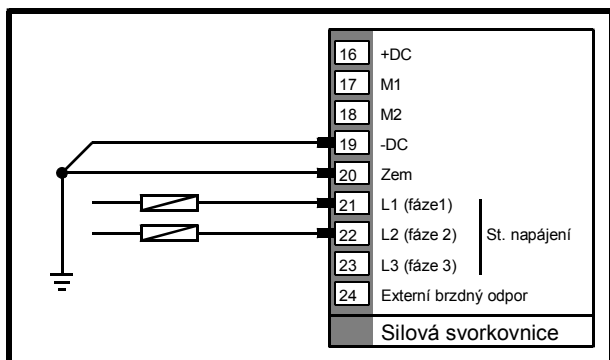 16 +DC
17 M1
18 M2
19 -DC
20 Zem
21 L1 (fáze1)
22 L2 (fáze 2) St. napájení
23 L3 (fáze 3)
24 Externí brzdný odpor
Silová svorkovnice